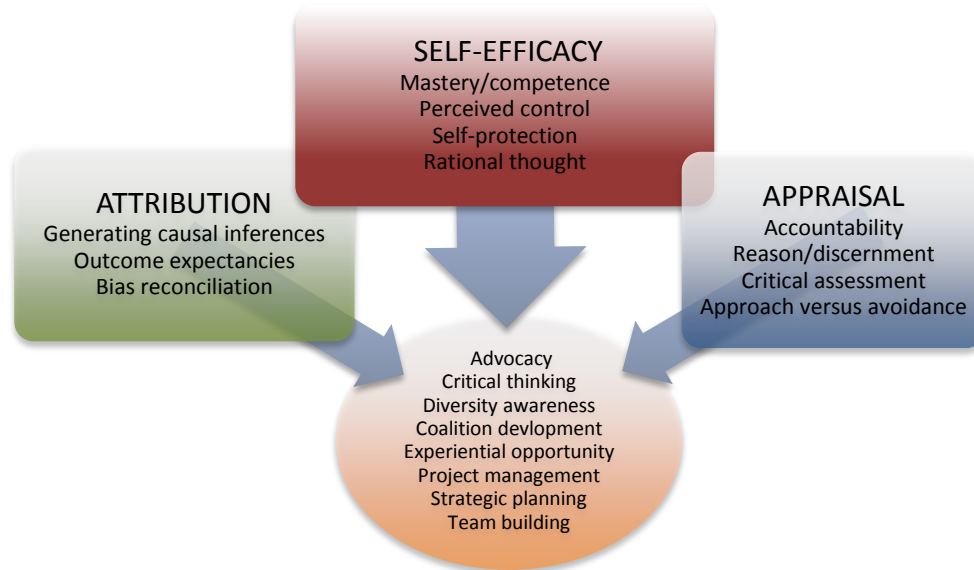 SELF-EFFICACY
Mastery/competence
Perceived control
Self-protection
Rational thought
ATTRIBUTION
Generating causal inferences
Outcome expectancies
Bias reconciliation
APPRAISAL
Accountability
Reason/discernment
Critical assessment
Approach versus avoidance
Advocacy
Critical thinking
Diversity awareness
Coalition devlopment
Experiential opportunity
Project management
Strategic planning
Team building